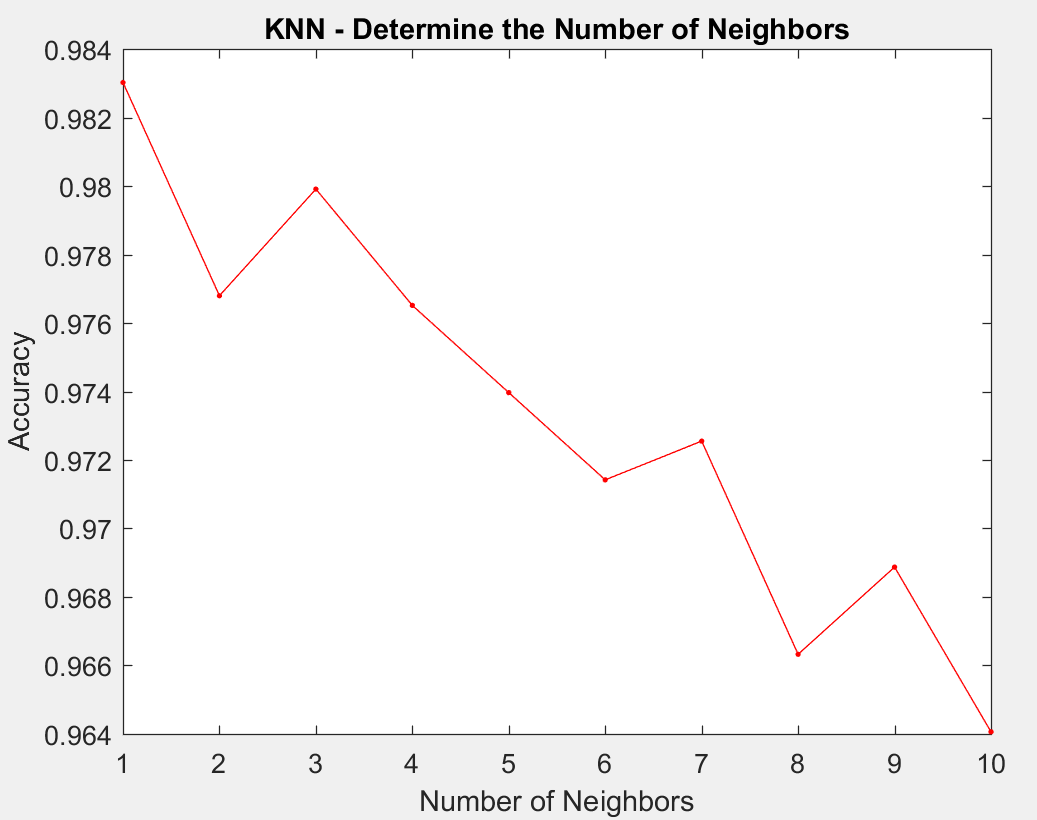 KNN - Determine the Number of Neighbors
0.984
0.982
0.98
0.978
0.976
0.974
0.972
0.97
0.968
0.966
0.964
Accuracy
1 2 3 4 5 6 7 8 9 10
Number of Neighbors